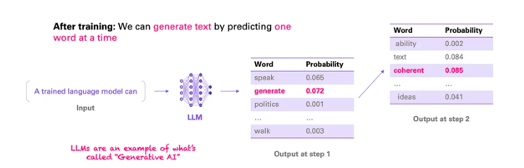 After training: We can generate text by predicting one
word at a time
A trained language model can
Input
LLM
Word Probability
speak 0.065
generate 0.072
politics 0.001
... ...
walk 0.003
Output at step 1
Word Probability
ability 0.002
text 0.084
coherent 0.085
... ...
ideas 0.041
Output at step 2
LLMs are an example of what's
called "Generative AI"